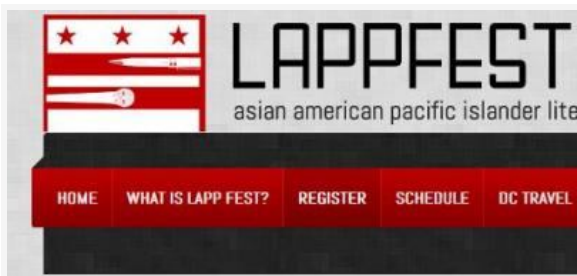 LAPPFEST
asian american pacific islander lite
HOME WHAT IS LAPP FEST? REGISTER SCHEDULE DC TRAVEL